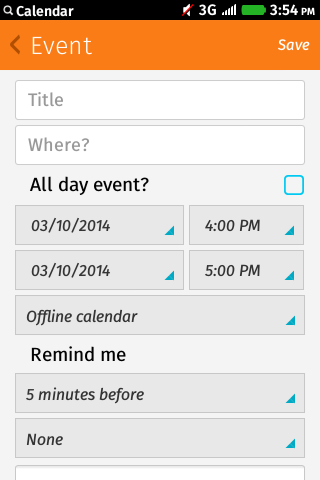 Calendar 3G 3:54 PM
Event Save
Title
Where?
All day event?
03/10/2014 4:00 PM
03/10/2014 5:00 PM
Offline calendar
Remind me
5 minutes before
None